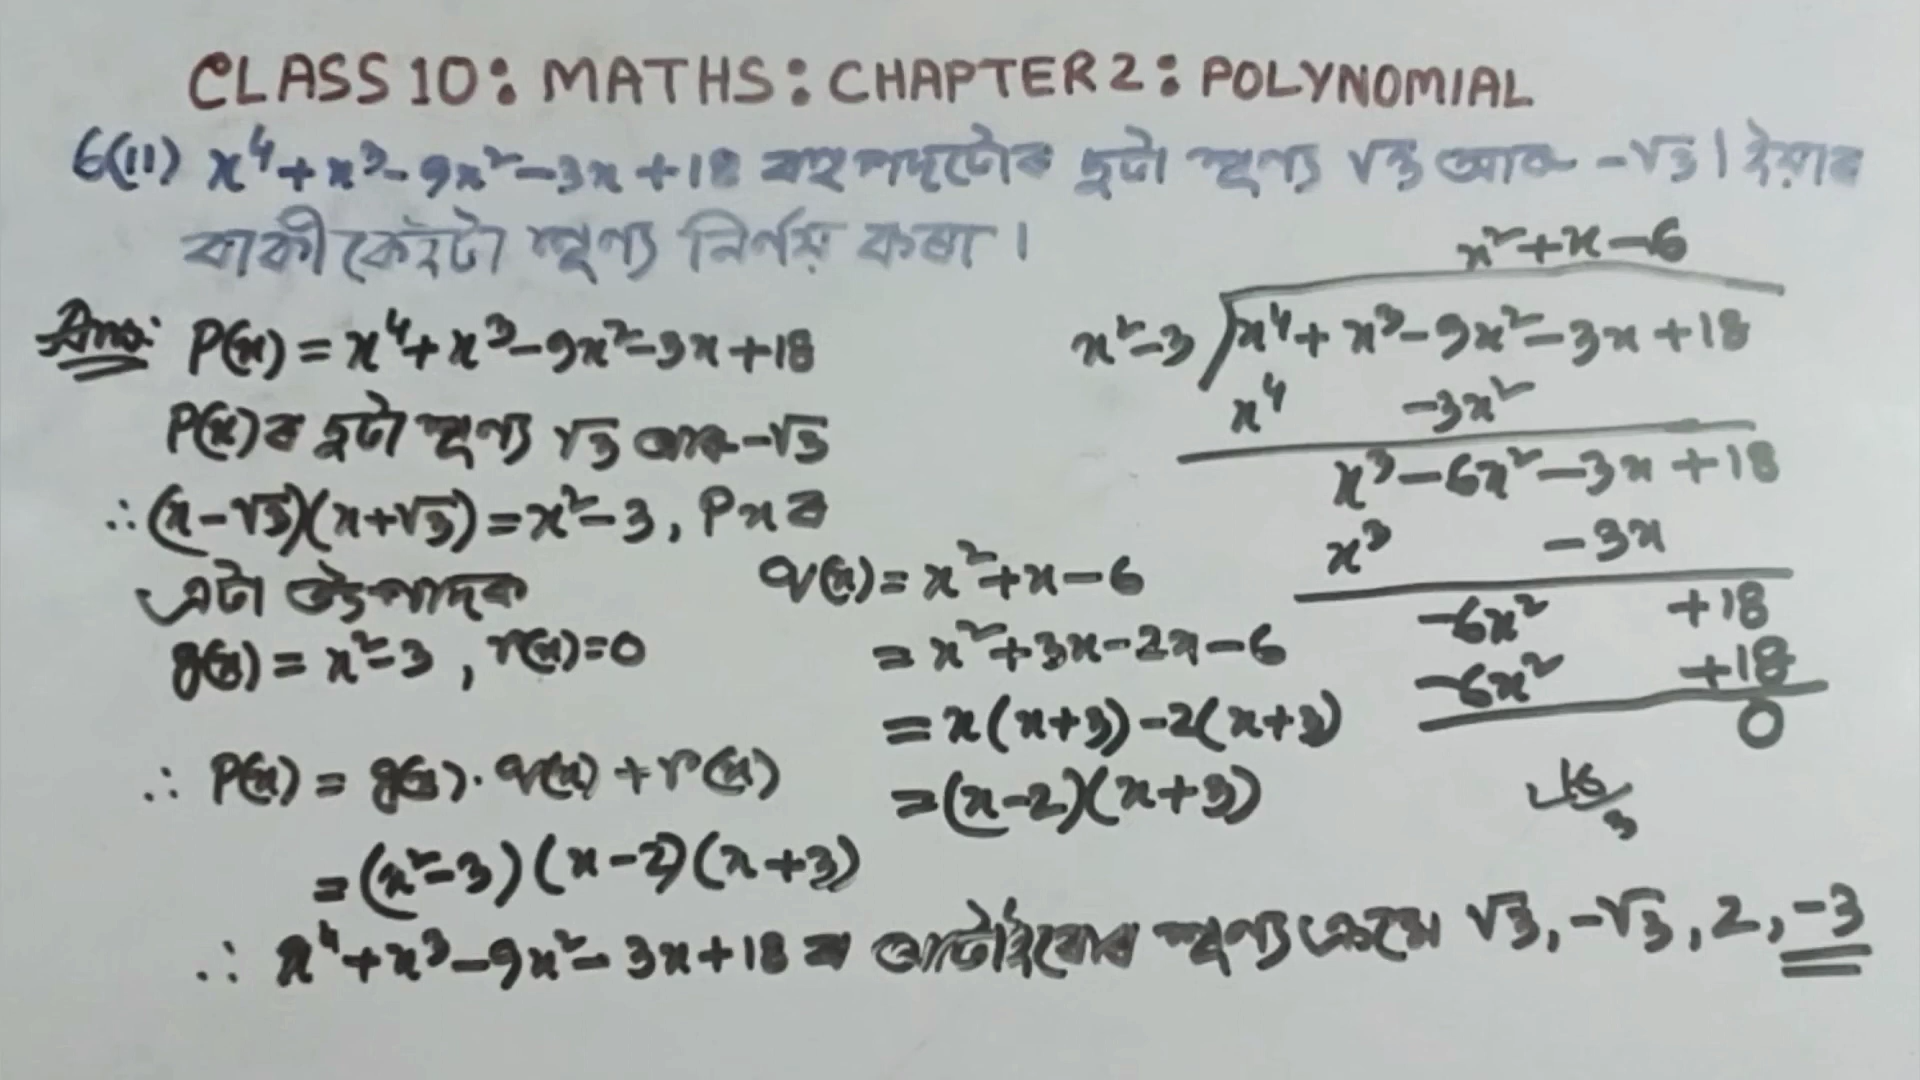 CLASS 10: MATHS: CHAPTER 2: POLYNOMIAL
6(11) x⁴+x³-9x²-3x+18 বহুপদটোৰ দুটা শূণ্য √3 আৰু -√3। ইয়াৰ
বাকী কেইটা শূণ্য নিৰ্ণয় কৰা।
Ans: P(x) = x⁴+x³-9x²-3x+18
P(x)ৰ দুটা শূণ্য √3 আৰু -√3
∴ (x-√3)(x+√3) = x²-3, Pxৰ
এটা উৎপাদক
g(x) = x²-3, r(x)=0
∴ P(x) = g(x).q(x)+r(x)
=(x²-3)(x-2)(x+3)
q(x) = x²+x-6
= x²+3x-2x-6
= x(x+3)-2(x+3)
=(x-2)(x+3)
x²+x-6
x²-3 ) x⁴+x³-9x²-3x+18
x⁴ -3x²
x³-6x²-3x+18
x³ -3x
-6x² +18
-6x² +18
0
∴ x⁴+x³-9x²-3x+18 ৰ আটাইবোৰ শূণ্য ক্ৰমে √3, -√3, 2, -3